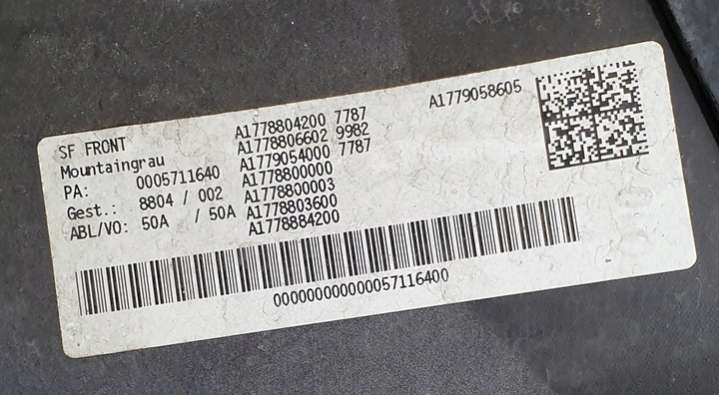 SF FRONT
Mountaingrau
PA: 0005711640
Gest.: 8804 / 002
ABL/VO: 50A / 50A
A1778804200 7787
A1778806602 9982
A1779054000 7787
A1778800000
A1778800003
A1778803600
A1778884200
A1779058605
000000000000057116400